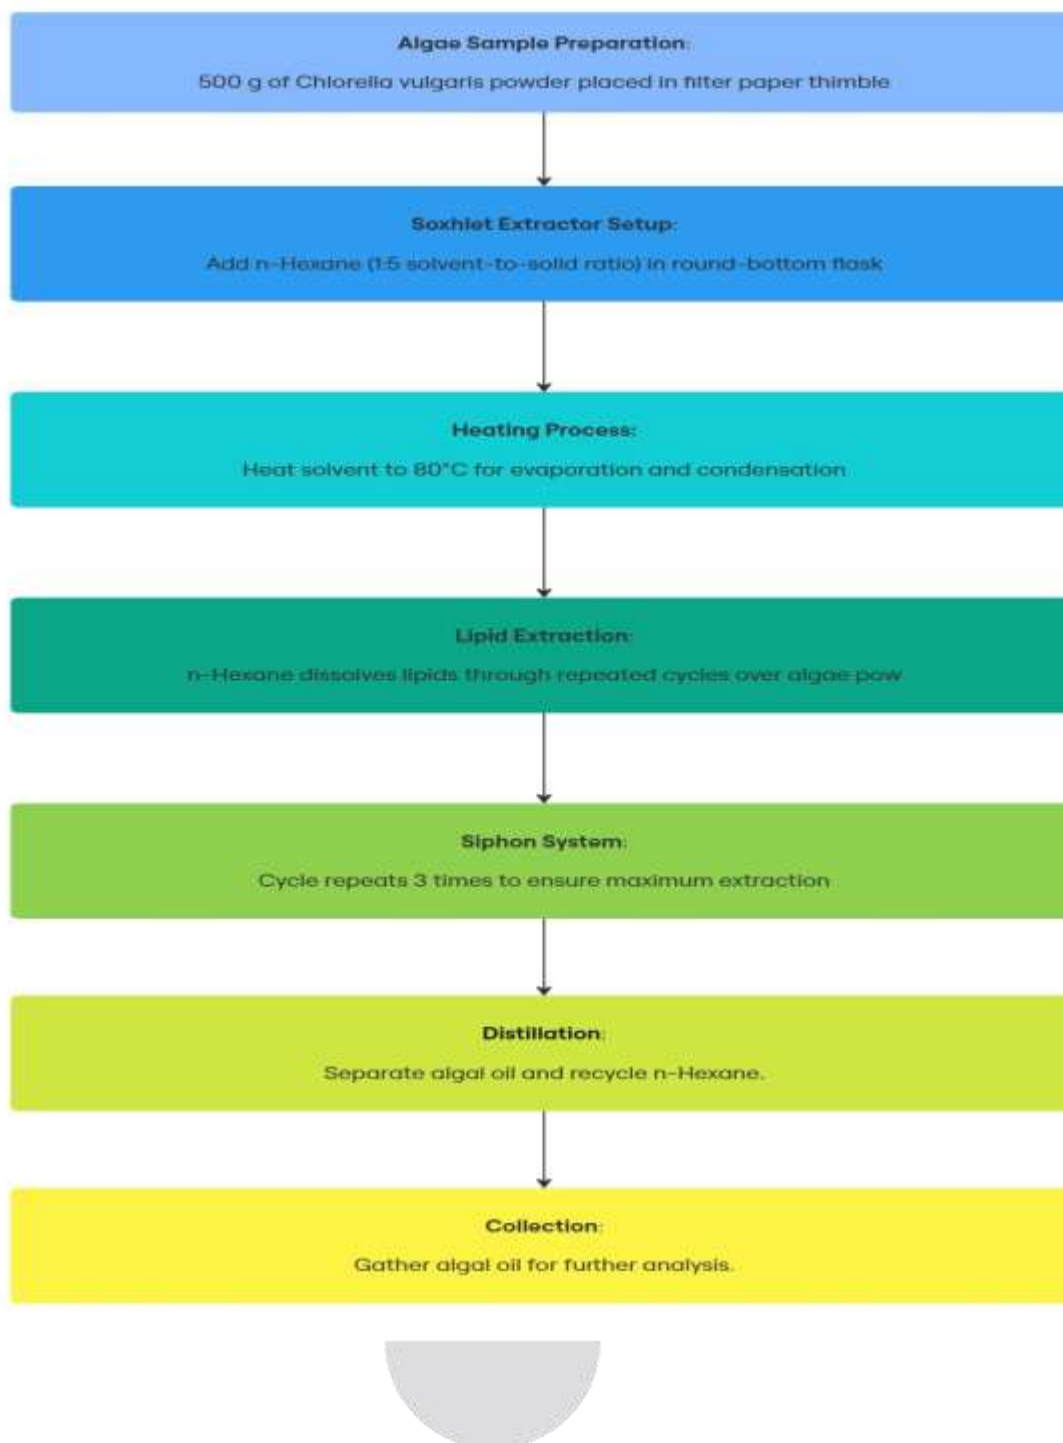 Algae Sample Preparation:
500 g of Chlorella vulgaris powder placed in filter paper thimble
Soxhlet Extractor Setup:
Add n-Hexane (1:5 solvent-to-solid ratio) in round-bottom flask
Heating Process:
Heat solvent to 80°C for evaporation and condensation
Lipid Extraction:
n-Hexane dissolves lipids through repeated cycles over algae pow
Siphon System:
Cycle repeats 3 times to ensure maximum extraction
Distillation:
Separate algal oil and recycle n-Hexane.
Collection:
Gather algal oil for further analysis.